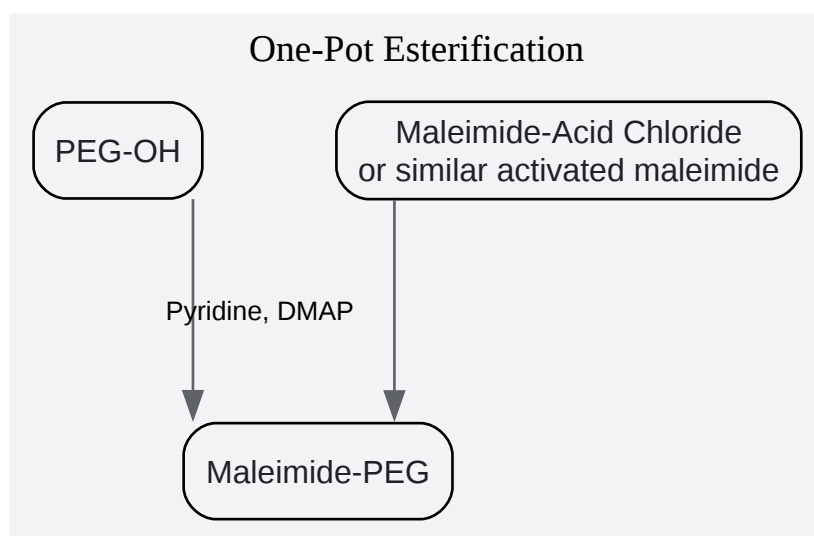 One-Pot Esterification
PEG-OH
Maleimide-Acid Chloride
or similar activated maleimide
Pyridine, DMAP
Maleimide-PEG